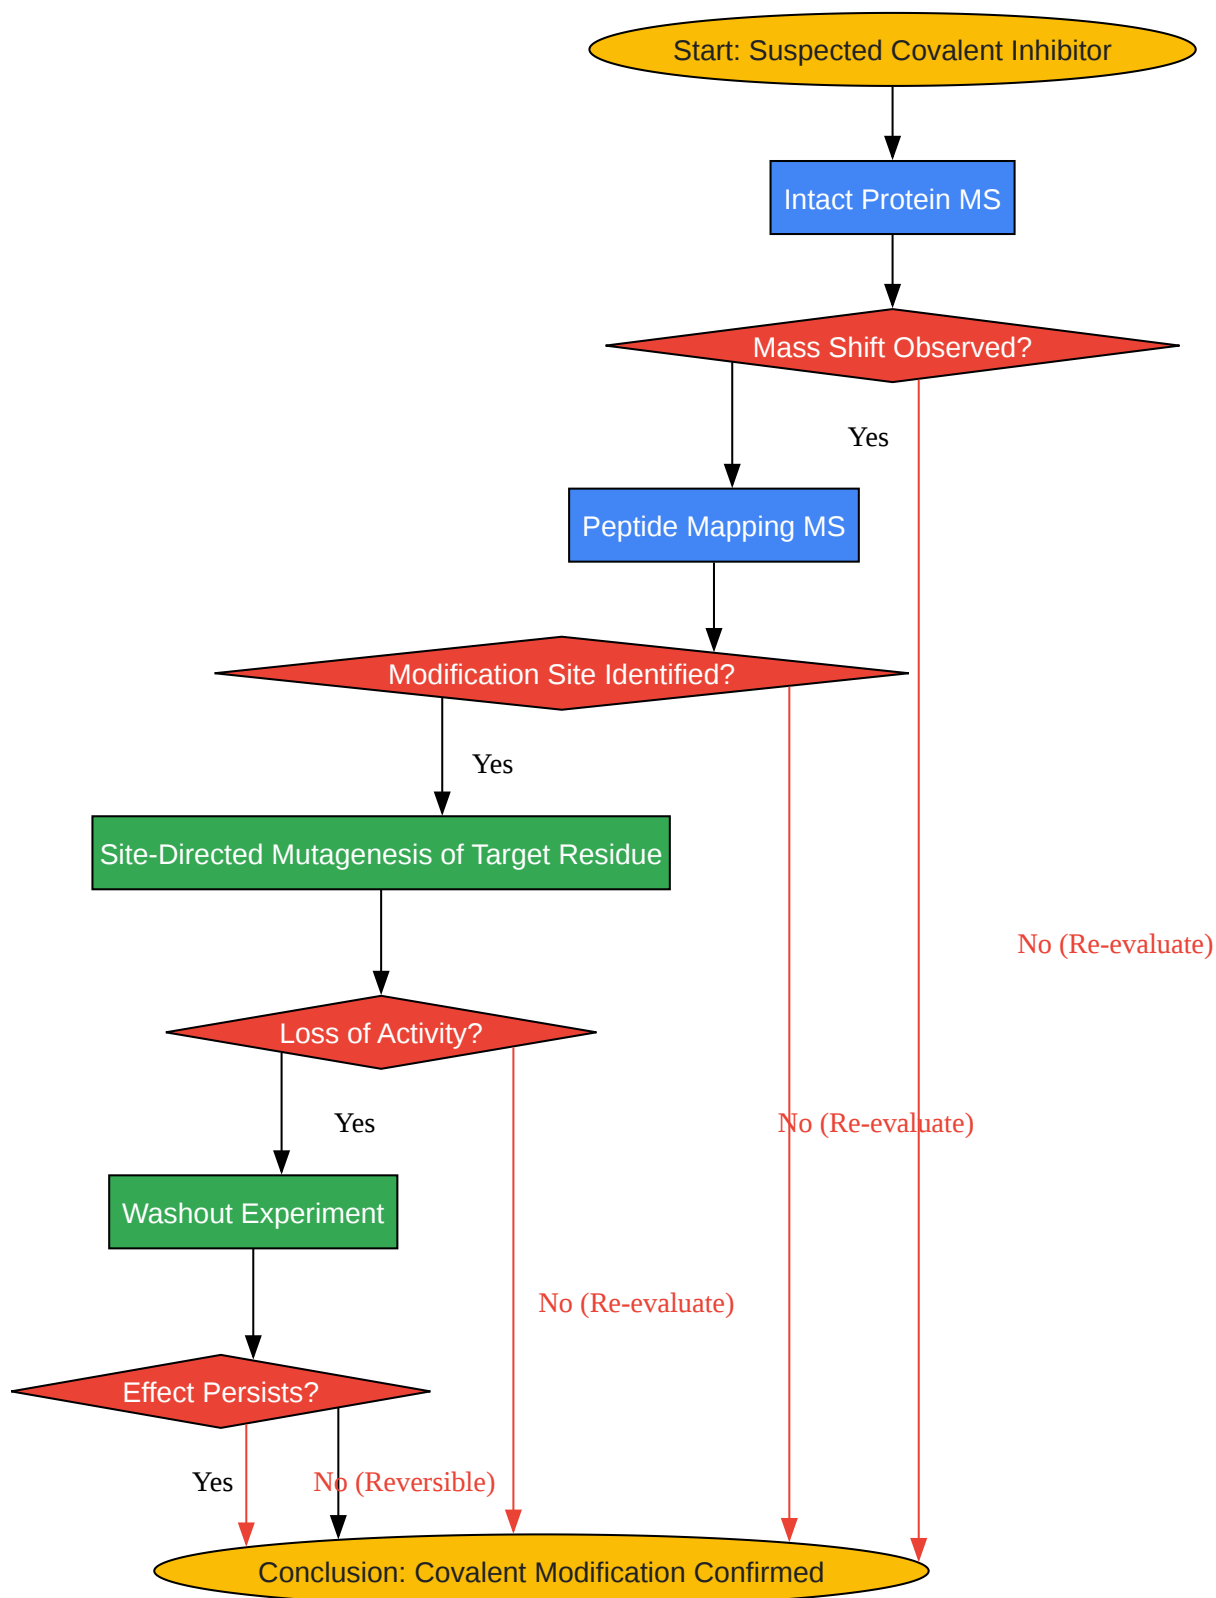 Start: Suspected Covalent Inhibitor
Intact Protein MS
Mass Shift Observed?
Yes
Peptide Mapping MS
Modification Site Identified?
Yes
Site-Directed Mutagenesis of Target Residue
No (Re-evaluate)
Loss of Activity?
Yes
No (Re-evaluate)
Washout Experiment
No (Re-evaluate)
Effect Persists?
Yes
No (Reversible)
Conclusion: Covalent Modification Confirmed